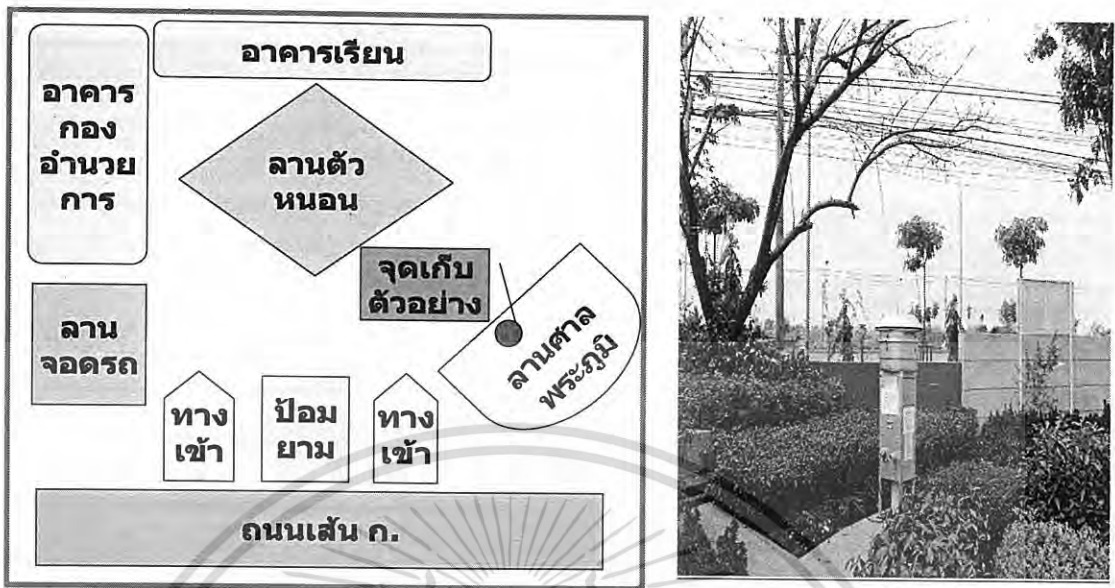 อาคารเรียน
อาคาร
กอง
อำนวย
การ
ลานตัว
หนอน
จุดเก็บ
ตัวอย่าง
ลานศาล
พระภูมิ
ลาน
จอดรถ
ทาง
เข้า
ป้อม
ยาม
ทาง
เข้า
ถนนเส้น ก.